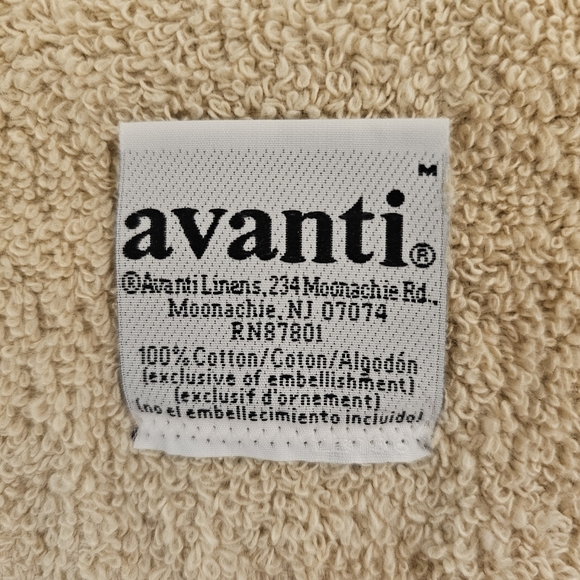 M
avanti®
®Avanti Linens, 234 Moonachie Rd.,
Moonachie, NJ 07074
RN87801
100% Cotton/Coton/Algodón
(exclusive of embellishment)
(exclusif d'ornement)
(no el embellecimiento incluido)